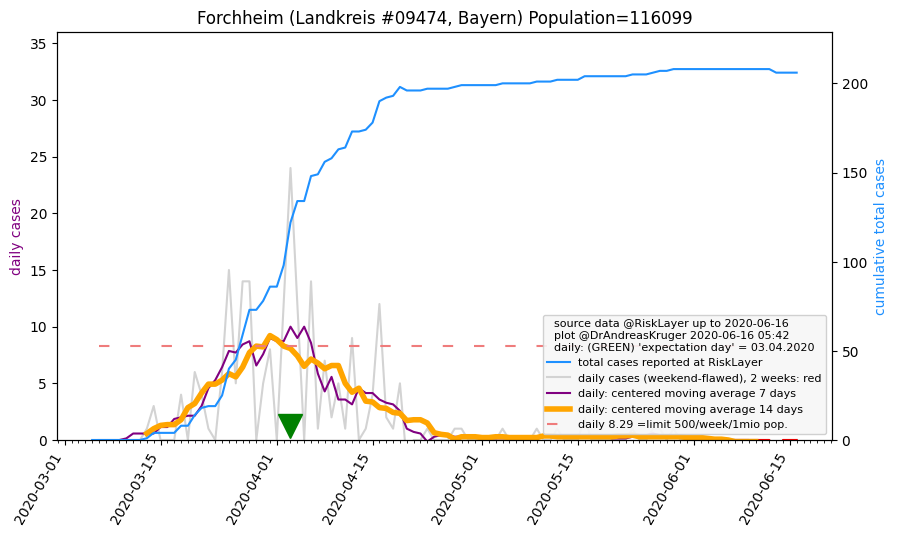 Forchheim (Landkreis #09474, Bayern) Population=116099
35
30
25
20
15
10
5
0
daily cases
200
150
100
50
0
cumulative total cases
source data @RiskLayer up to 2020-06-16
plot @DrAndreasKruger 2020-06-16 05:42
daily: (GREEN) 'expectation day' = 03.04.2020
total cases reported at RiskLayer
daily cases (weekend-flawed), 2 weeks: red
daily: centered moving average 7 days
daily: centered moving average 14 days
daily 8.29 =limit 500/week/1mio pop.
2020-03-01
2020-03-15
2020-04-01
2020-04-15
2020-05-01
2020-05-15
2020-06-01
2020-06-15